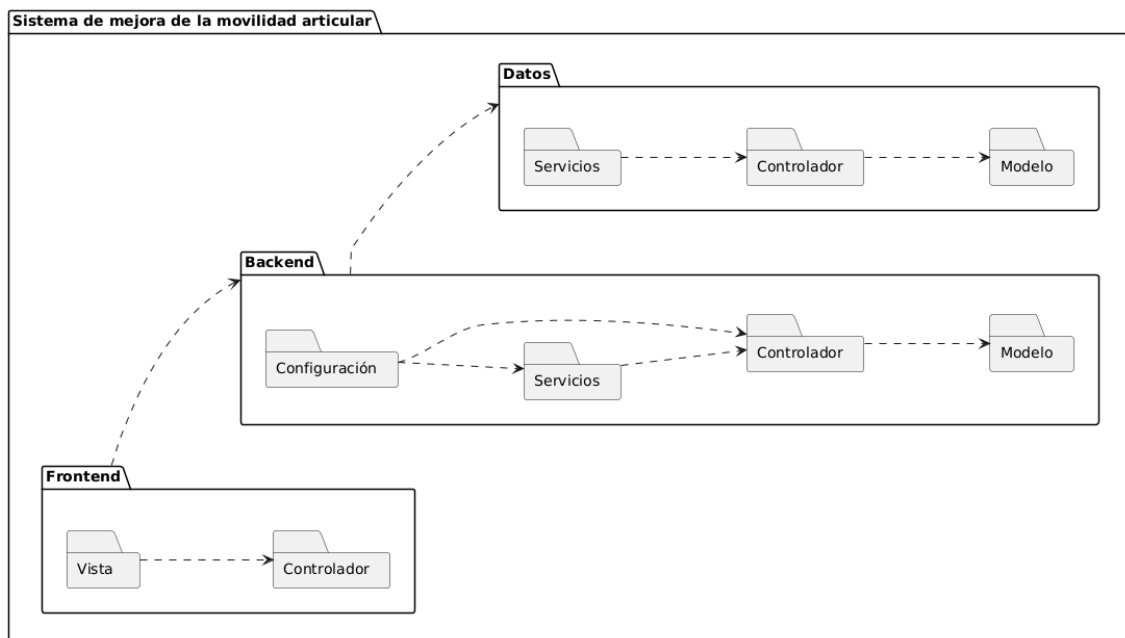 Sistema de mejora de la movilidad articular
Datos
Servicios
Controlador
Modelo
Backend
Configuración
Servicios
Controlador
Modelo
Frontend
Vista
Controlador